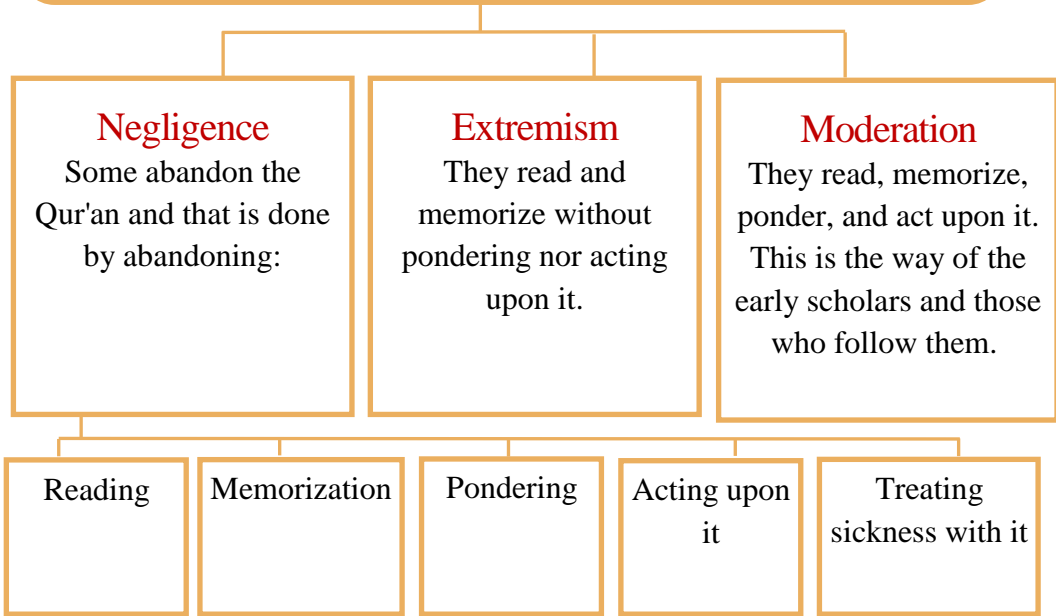 Negligence
Some abandon the
Qur'an and that is done
by abandoning:
Extremism
They read and
memorize without
pondering nor acting
upon it.
Moderation
They read, memorize,
ponder, and act upon it.
This is the way of the
early scholars and those
who follow them.
Reading
Memorization
Pondering
Acting upon
it
Treating
sickness with it